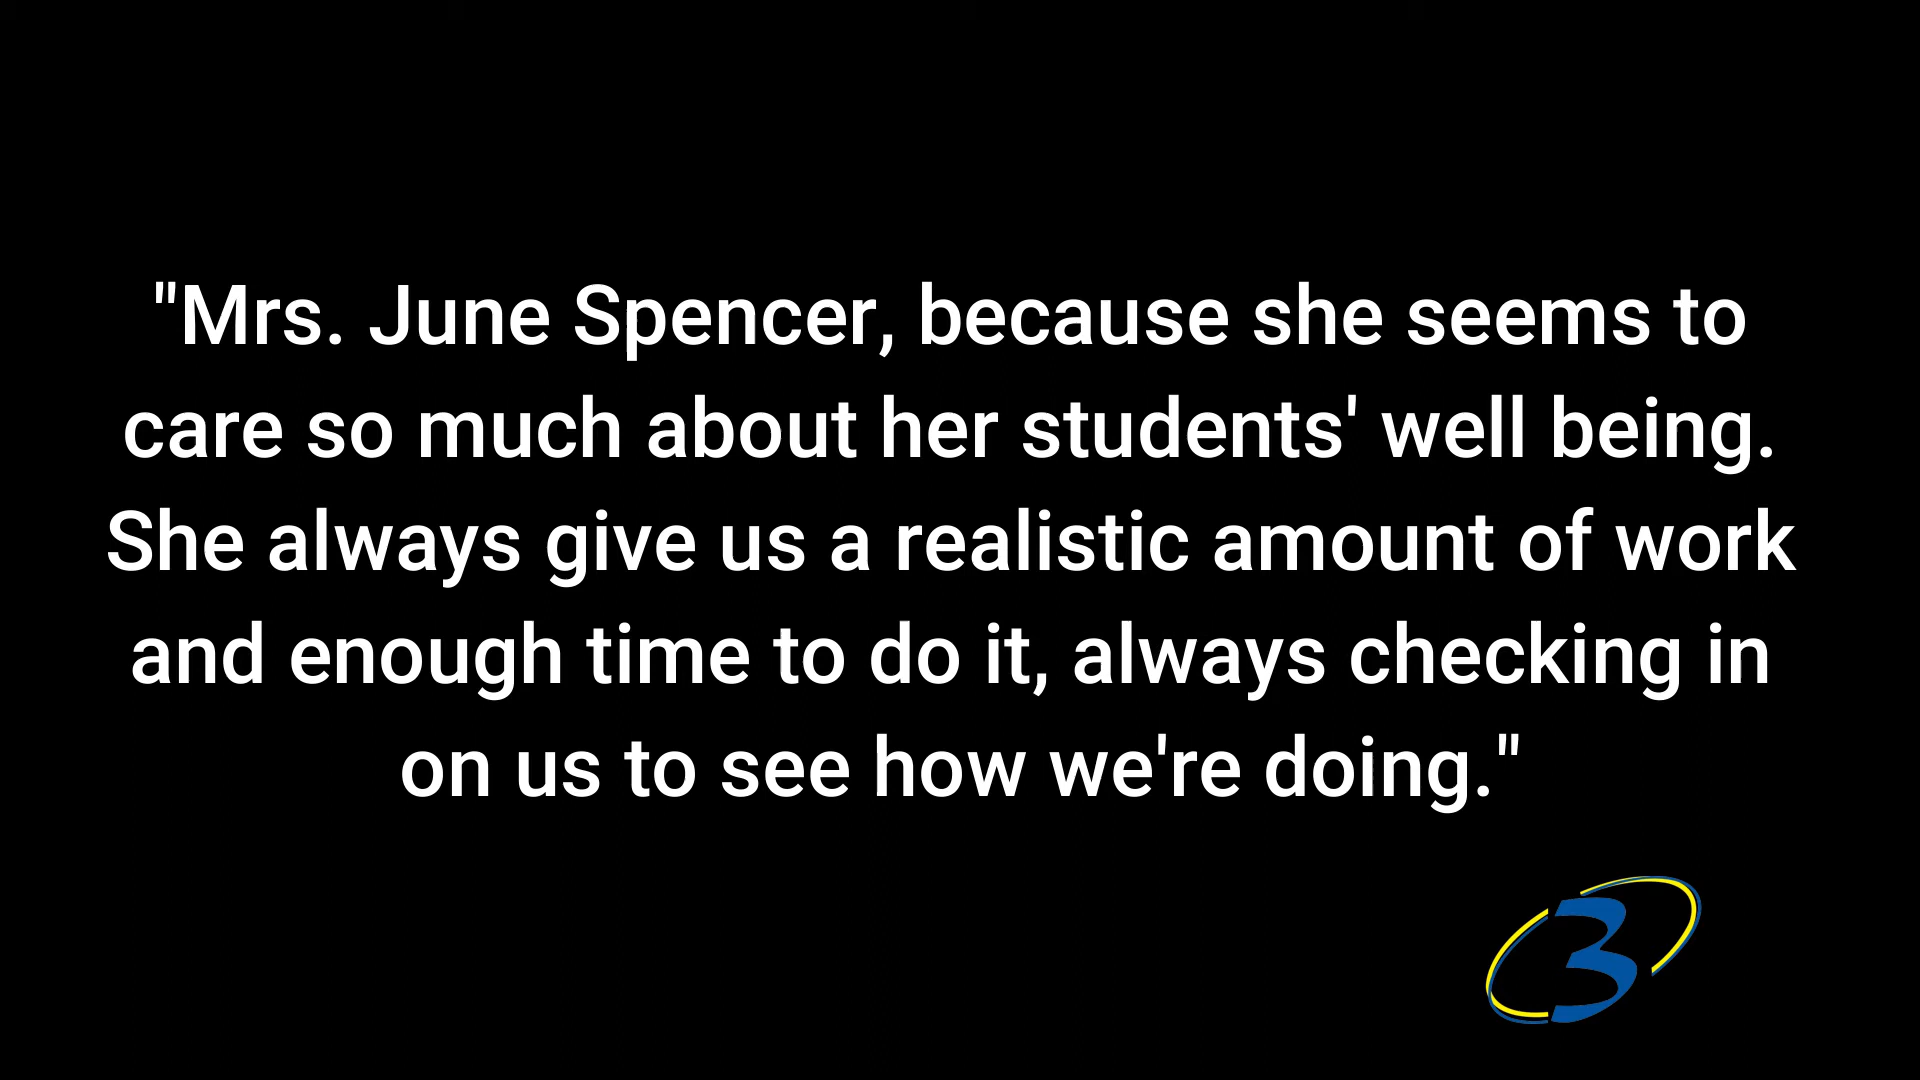 "Mrs. June Spencer, because she seems to
care so much about her students' well being.
She always give us a realistic amount of work
and enough time to do it, always checking in
on us to see how we're doing."
3